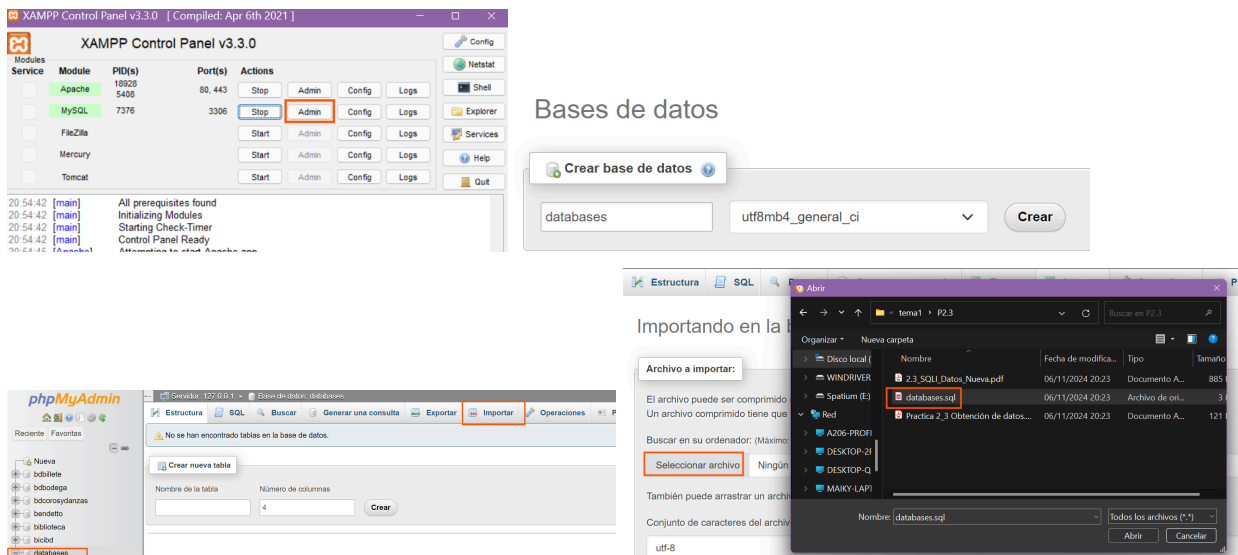 XAMPP Control Panel v3.3.0 [ Compiled: Apr 6th 2021 ]
XAMPP Control Panel v3.3.0
Config
Modules
Service Module PID(s) Port(s) Actions
Netstat
Apache 18928 5408 80, 443 Stop Admin Config Logs
Shell
MySQL 7376 3306 Stop Admin Config Logs
Explorer
FileZilla Start Admin Config Logs
Services
Mercury Start Admin Config Logs
Help
Tomcat Start Admin Config Logs
Quit
20:54:42 [main] All prerequisites found
20:54:42 [main] Initializing Modules
20:54:42 [main] Starting Check-Timer
20:54:42 [main] Control Panel Ready
20:54:45 [Apache] Attempting to start Apache app
Bases de datos
Crear base de datos
databases utf8mb4_general_ci Crear
phpMyAdmin
Reciente Favoritas
Nueva
bdbillete
bdbodega
bdcorosydanzas
bendetto
biblioteca
bicibd
databases
Servidor: 127.0.0.1 » Base de datos: databases
Estructura SQL Buscar Generar una consulta Exportar Importar Operaciones P
No se han encontrado tablas en la base de datos.
Crear nueva tabla
Nombre de la tabla Número de columnas
4 Crear
Estructura SQL
P
Importando en la b
Archivo a importar:
El archivo puede ser comprimido
Un archivo comprimido tiene que
Buscar en su ordenador: (Máximo:
Seleccionar archivo Ningún
También puede arrastrar un archiv
Conjunto de caracteres del archiv
utf-8
Abrir
« tema1 › P2.3 Buscar en P2.3
Organizar Nueva carpeta
Disco local (
WINDRIVER
Spatium (E:)
Red
A206-PROFI
DESKTOP-2F
DESKTOP-Q
MAIKY-LAPT
Nombre Fecha de modifica... Tipo Tamaño
2.3_SQLI_Datos_Nueva.pdf 06/11/2024 20:23 Documento A... 885
databases.sql 06/11/2024 20:23 Archivo de ori... 3
Practica 2_3 Obtención de datos.... 06/11/2024 20:23 Documento A... 121
Nombre: databases.sql Todos los archivos (*.*)
Abrir Cancelar